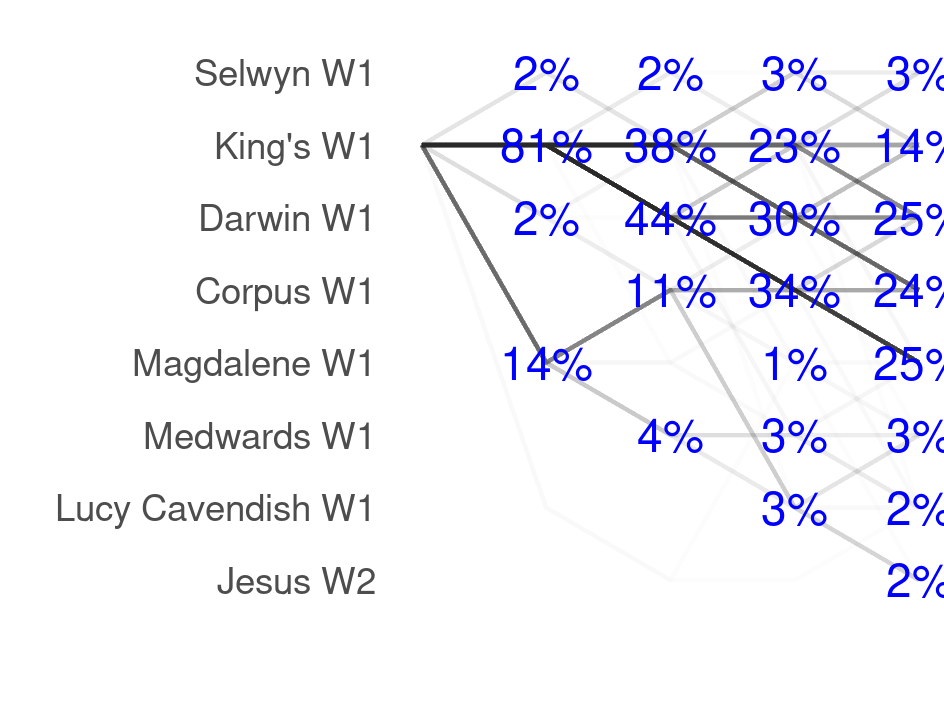 Selwyn W1 2% 2% 3% 3%
King's W1 81% 38% 23% 14%
Darwin W1 2% 44% 30% 25%
Corpus W1 11% 34% 24%
Magdalene W1 14% 1% 25%
Medwards W1 4% 3% 3%
Lucy Cavendish W1 3% 2%
Jesus W2 2%